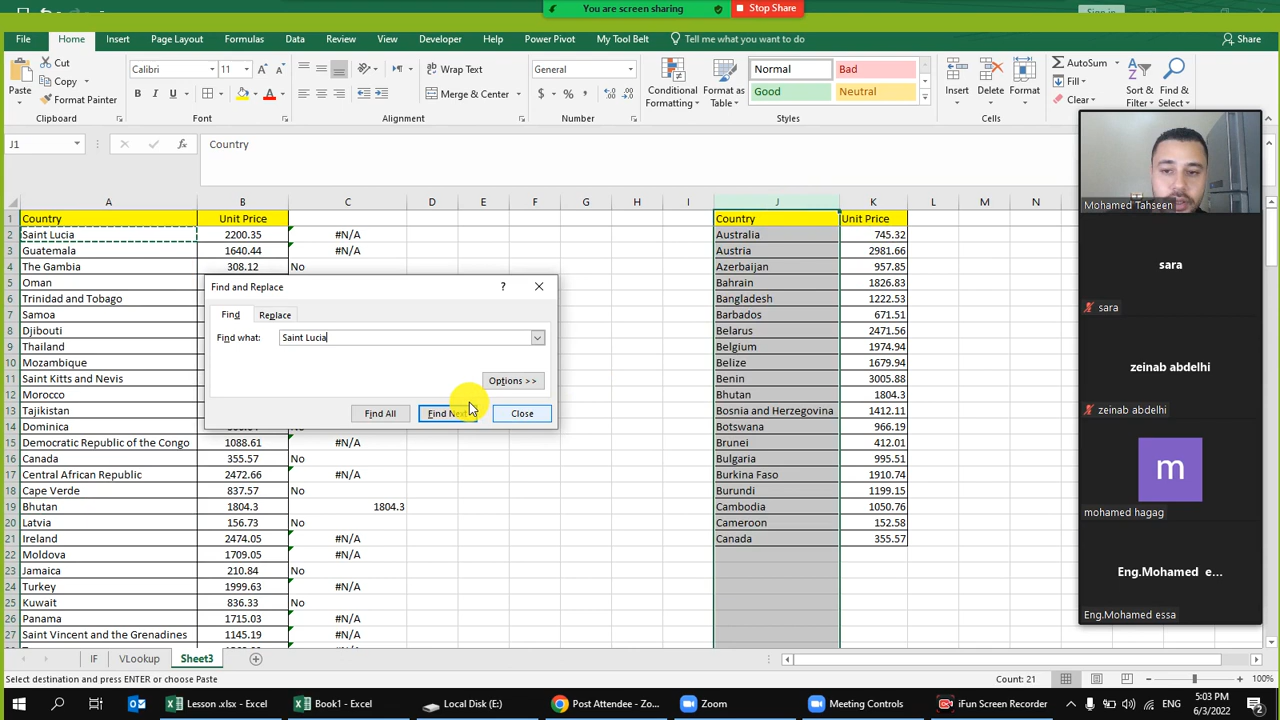 You are screen sharing
Stop Share
Sign in
File Home Insert Page Layout Formulas Data Review View Developer Help Power Pivot My Tool Belt Tell me what you want to do Share
Paste
Cut
Copy
Format Painter
Clipboard
Calibri 11
B I U
Font
Wrap Text
Merge & Center
Alignment
General
$ % ,
Number
Conditional Formatting
Format as Table
Normal Bad
Good Neutral
Styles
Insert Delete Format
Cells
AutoSum
Fill
Clear
Sort & Filter
Find & Select
J1 fx Country
A B C D E F G H I J K L M N
1 Country Unit Price Country Unit Price
2 Saint Lucia 2200.35 #N/A Australia 745.32
3 Guatemala 1640.44 #N/A Austria 2981.66
4 The Gambia 308.12 No Azerbaijan 957.85
5 Oman Bahrain 1826.83
6 Trinidad and Tobago Bangladesh 1222.53
7 Samoa Barbados 671.51
8 Djibouti Belarus 2471.56
9 Thailand Belgium 1974.94
10 Mozambique Belize 1679.94
11 Saint Kitts and Nevis Benin 3005.88
12 Morocco Bhutan 1804.3
13 Tajikistan Bosnia and Herzegovina 1412.11
14 Dominica Botswana 966.19
15 Democratic Republic of the Congo 1088.61 #N/A Brunei 412.01
16 Canada 355.57 No Bulgaria 995.51
17 Central African Republic 2472.66 #N/A Burkina Faso 1910.74
18 Cape Verde 837.57 No Burundi 1199.15
19 Bhutan 1804.3 1804.3 Cambodia 1050.76
20 Latvia 156.73 No Cameroon 152.58
21 Ireland 2474.05 #N/A Canada 355.57
22 Moldova 1709.05 #N/A
23 Jamaica 210.84 No
24 Turkey 1999.63 #N/A
25 Kuwait 836.33 No
26 Panama 1715.03 #N/A
27 Saint Vincent and the Grenadines 1145.19 #N/A
Find and Replace ?
Find Replace
Find what: Saint Lucia
Options >>
Find All Find Next Close
Mohamed Tahseen
sara
sara
zeinab abdelhi
zeinab abdelhi
m
mohamed hagag
Eng.Mohamed e...
Eng.Mohamed essa
IF VLookup Sheet3
Select destination and press ENTER or choose Paste Count: 21 100%
Lesson .xlsx - Excel Book1 - Excel Local Disk (E:) Post Attendee - Zo... Zoom Meeting Controls iFun Screen Recorder ENG
5:03 PM
6/3/2022
2